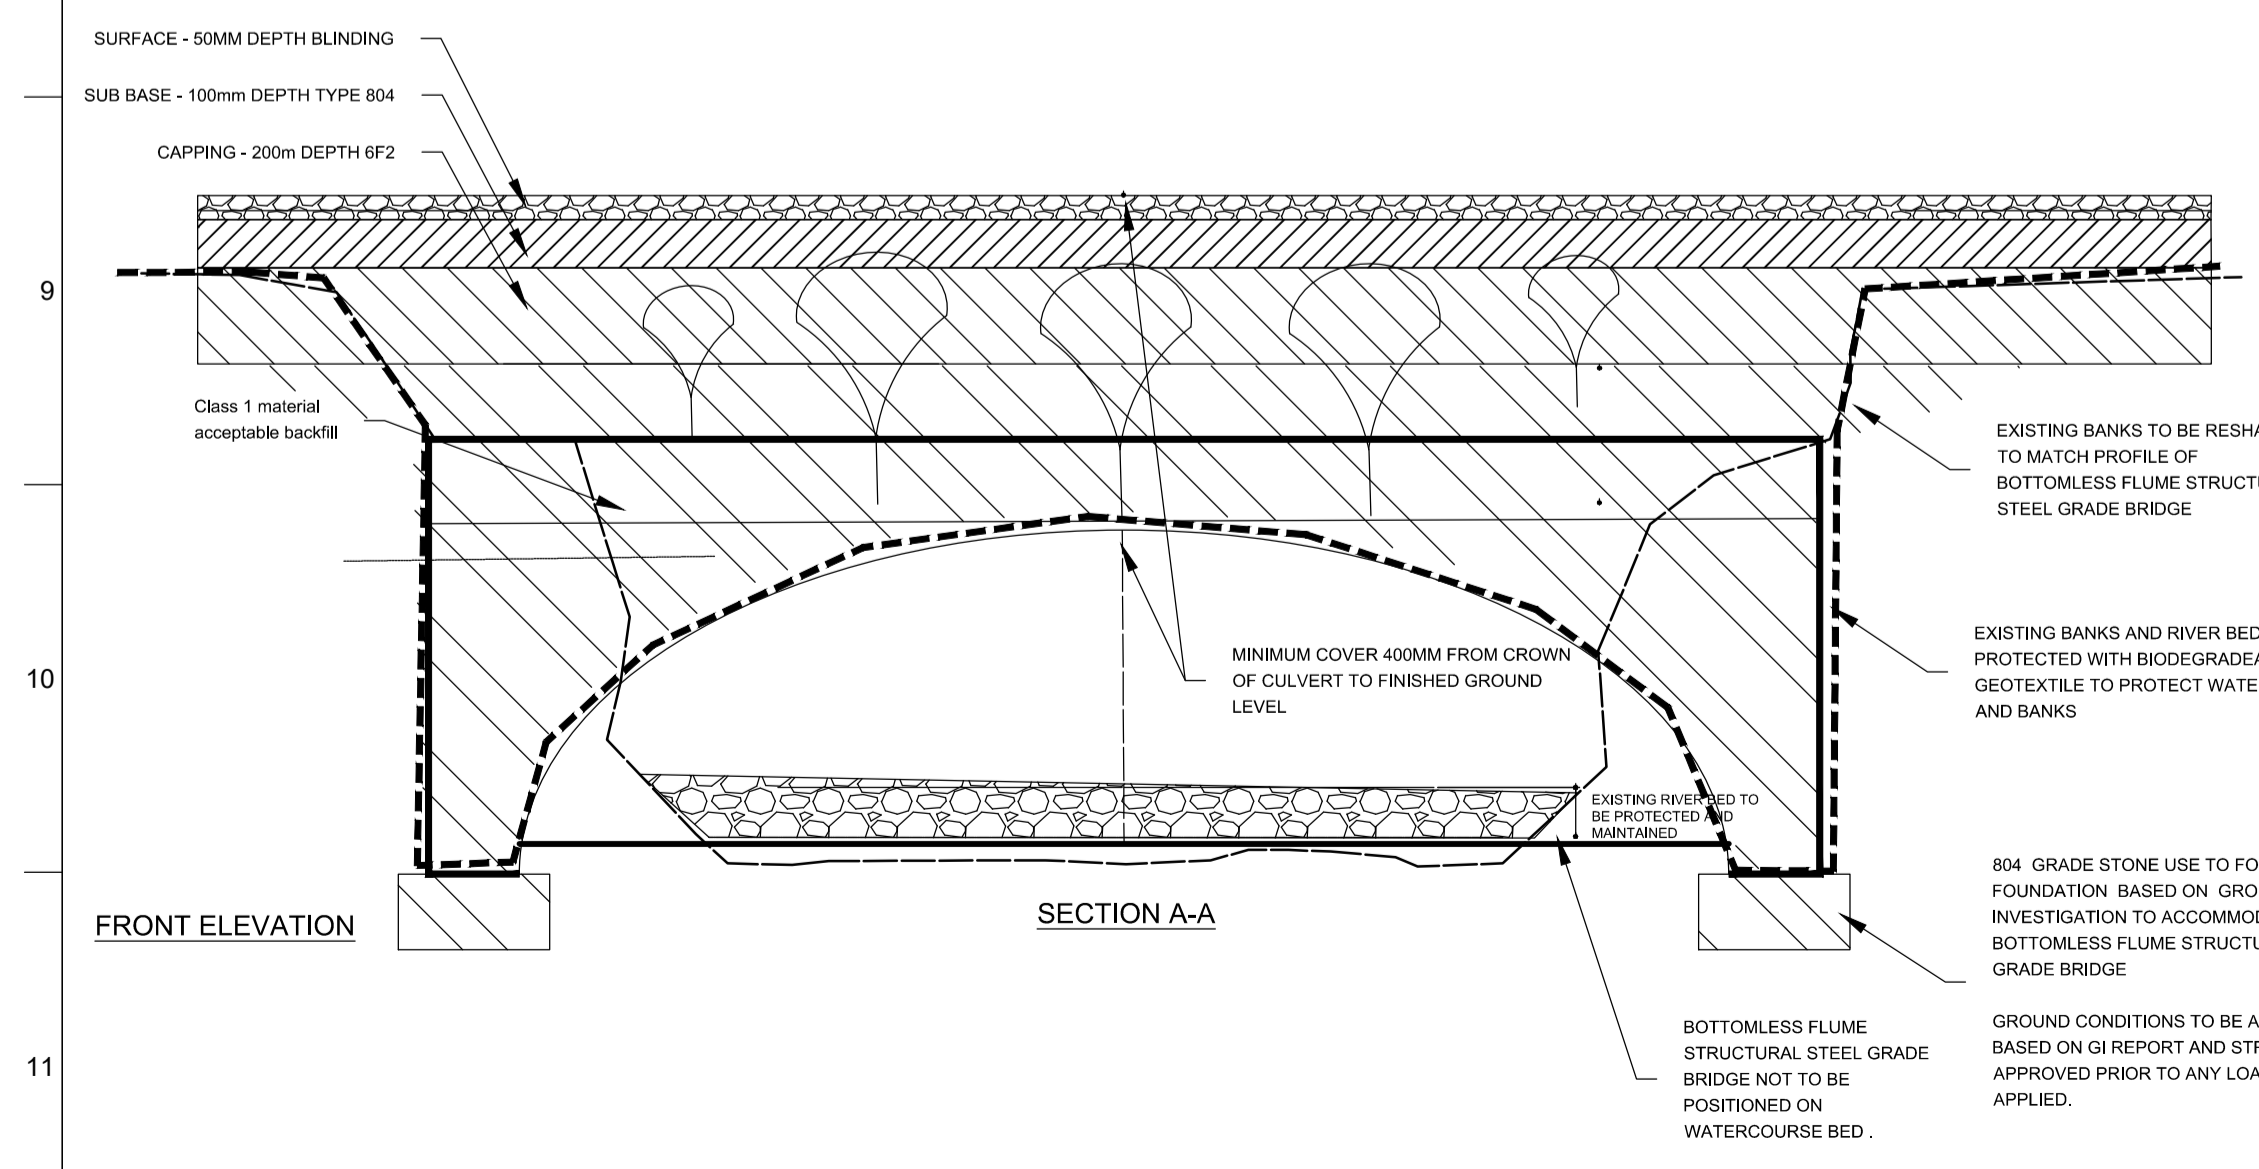 SURFACE - 50MM DEPTH BLINDING
SUB BASE - 100mm DEPTH TYPE 804
CAPPING - 200m DEPTH 6F2
9
Class 1 material
acceptable backfill
EXISTING BANKS TO BE RESHA
TO MATCH PROFILE OF
BOTTOMLESS FLUME STRUCTU
STEEL GRADE BRIDGE
10
MINIMUM COVER 400MM FROM CROWN
OF CULVERT TO FINISHED GROUND
LEVEL
EXISTING BANKS AND RIVER BED
PROTECTED WITH BIODEGRADEA
GEOTEXTILE TO PROTECT WATE
AND BANKS
EXISTING RIVER BED TO
BE PROTECTED AND
MAINTAINED
FRONT ELEVATION
SECTION A-A
804 GRADE STONE USE TO FO
FOUNDATION BASED ON GRO
INVESTIGATION TO ACCOMMOD
BOTTOMLESS FLUME STRUCTU
GRADE BRIDGE
11
BOTTOMLESS FLUME
STRUCTURAL STEEL GRADE
BRIDGE NOT TO BE
POSITIONED ON
WATERCOURSE BED .
GROUND CONDITIONS TO BE A
BASED ON GI REPORT AND STR
APPROVED PRIOR TO ANY LOA
APPLIED.